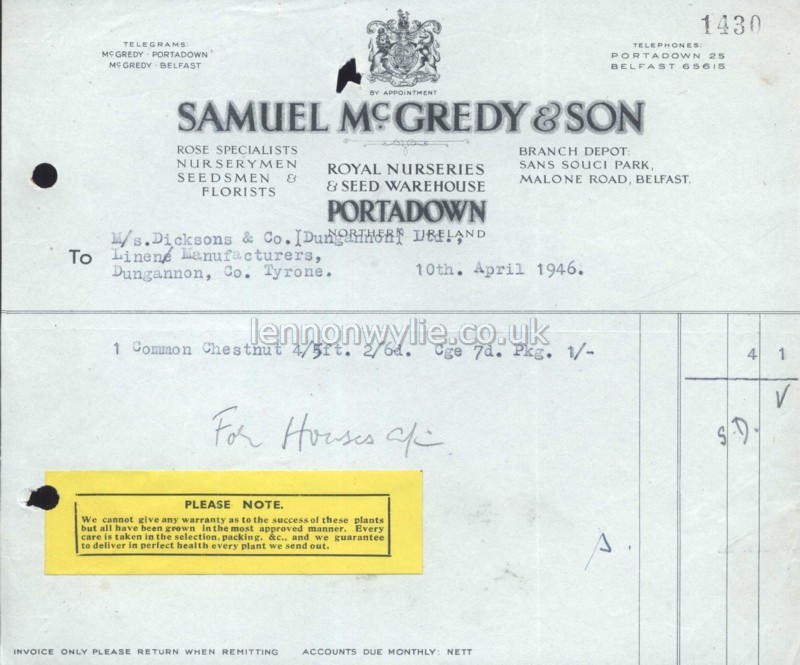 1430
TELEGRAMS:
McGREDY · PORTADOWN
McGREDY · BELFAST
TELEPHONES:
PORTADOWN 25
BELFAST 65615
BY APPOINTMENT
SAMUEL McGREDY & SON
ROSE SPECIALISTS
NURSERYMEN
SEEDSMEN &
FLORISTS
ROYAL NURSERIES
& SEED WAREHOUSE
PORTADOWN
NORTHERN IRELAND
BRANCH DEPOT:
SANS SOUCI PARK,
MALONE ROAD, BELFAST.
To
M/s. Dicksons & Co. [Dungannon] Ltd.,
Linen Manufacturers,
Dungannon, Co. Tyrone. 10th. April 1946.
lennonwylie.co.uk
1 Common Chestnut 4/5ft. 2/6d. Cge 7d. Pkg. 1/- 4 1
For Houses a/c
S.D.
PLEASE NOTE.
We cannot give any warranty as to the success of these plants
but all have been grown in the most approved manner. Every
care is taken in the selection, packing, &c., and we guarantee
to deliver in perfect health every plant we send out.
INVOICE ONLY PLEASE RETURN WHEN REMITTING ACCOUNTS DUE MONTHLY: NETT